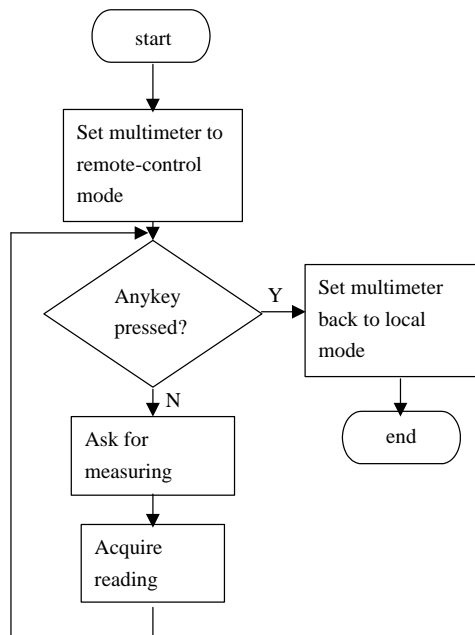 start
Set multimeter to
remote-control
mode
Anykey
pressed?
Y
Set multimeter
back to local
mode
N
end
Ask for
measuring
Acquire
reading